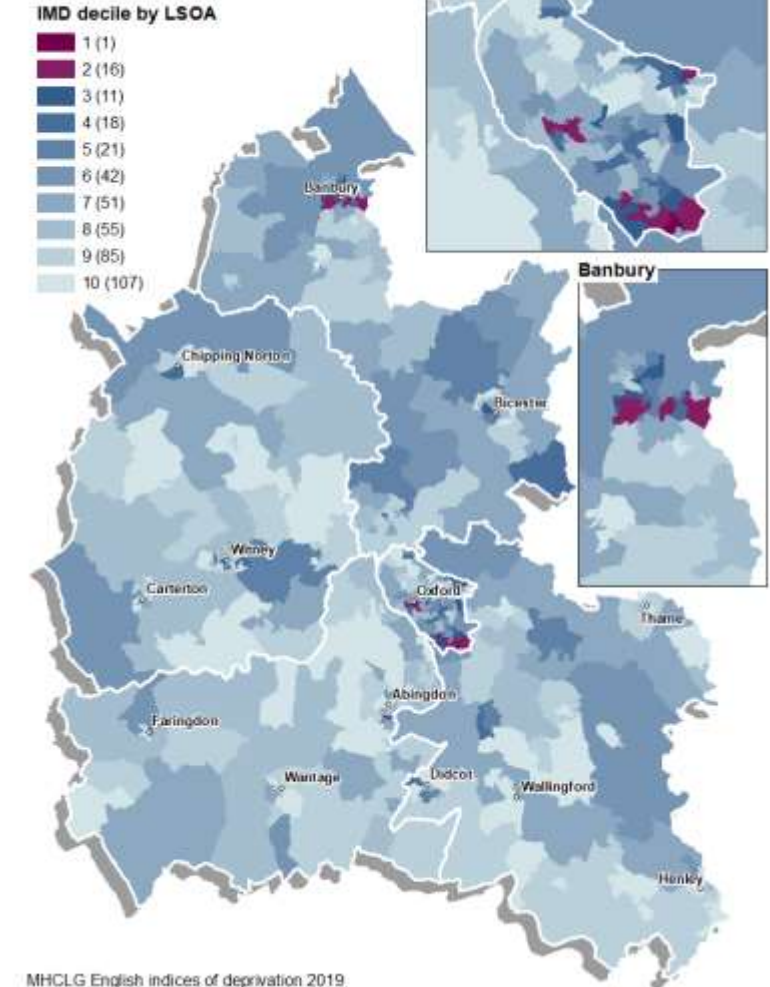 IMD decile by LSOA
1 (1)
2 (16)
3 (11)
4 (18)
5 (21)
6 (42)
7 (51)
8 (55)
9 (85)
10 (107)
Banbury
Banbury
Chipping Norton
Bicester
Witney
Carterton
Oxford
Thame
Abingdon
Faringdon
Wantage
Didcot
Wallingford
Henley
MHCLG English indices of deprivation 2019